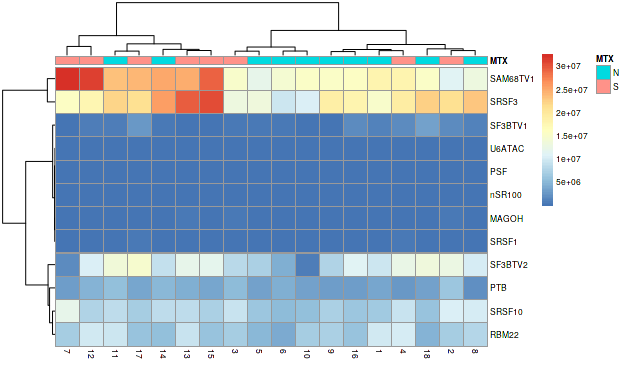 MTX
SAM68TV1
SRSF3
SF3BTV1
U6ATAC
PSF
nSR100
MAGOH
SRSF1
SF3BTV2
PTB
SRSF10
RBM22
7 12 11 17 14 13 15 3 5 6 10 9 16 1 4 18 2 8
3e+07
2.5e+07
2e+07
1.5e+07
1e+07
5e+06
MTX
N
S